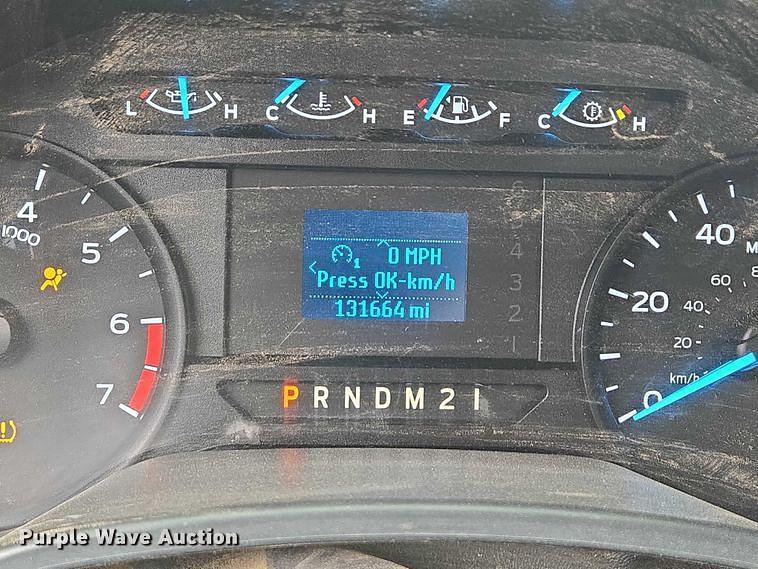 L H C H E F C H
4
1000
5
6
7
0 MPH
Press OK-km/h
131664 mi
6
5
4
3
2
1
P R N D M 2 1
40
20
0
60
40
20
km/h
Purple Wave Auction